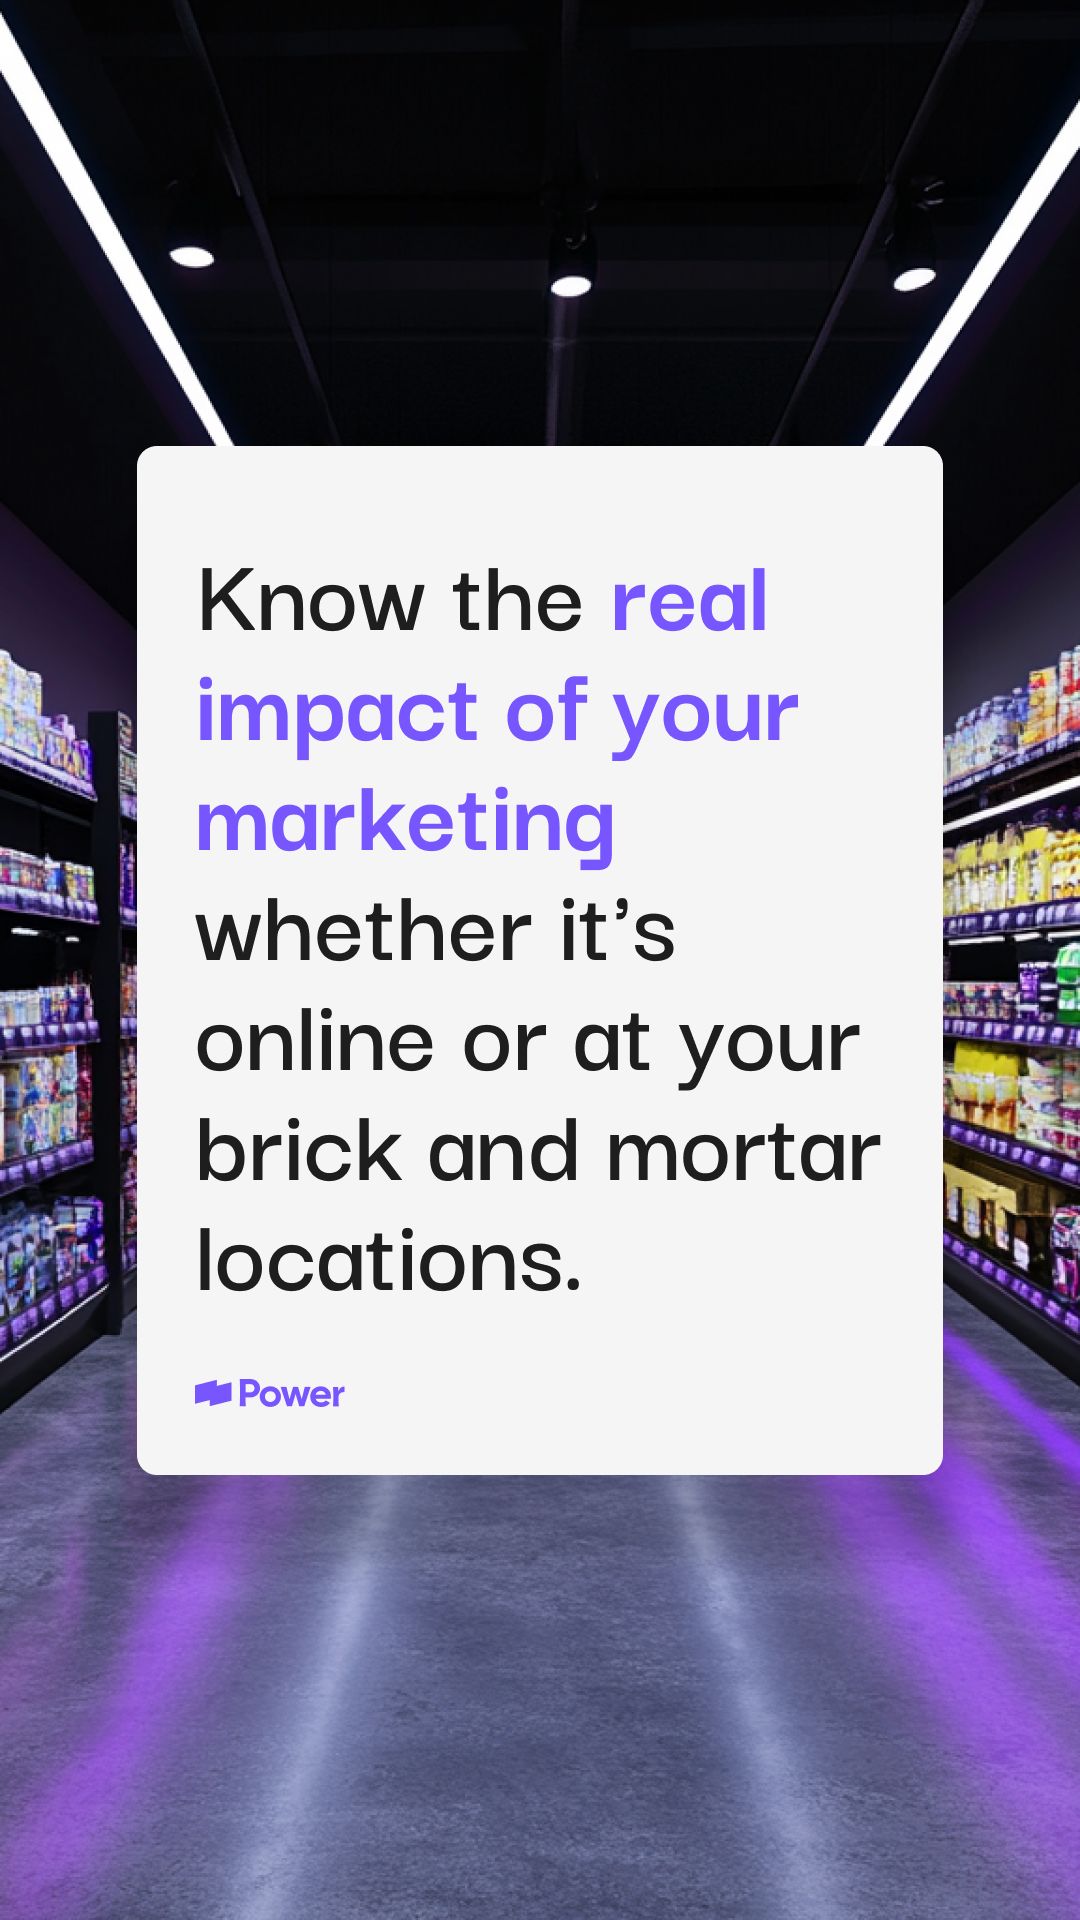 Know the real
impact of your
marketing
whether it’s
online or at your
brick and mortar
locations.
Power